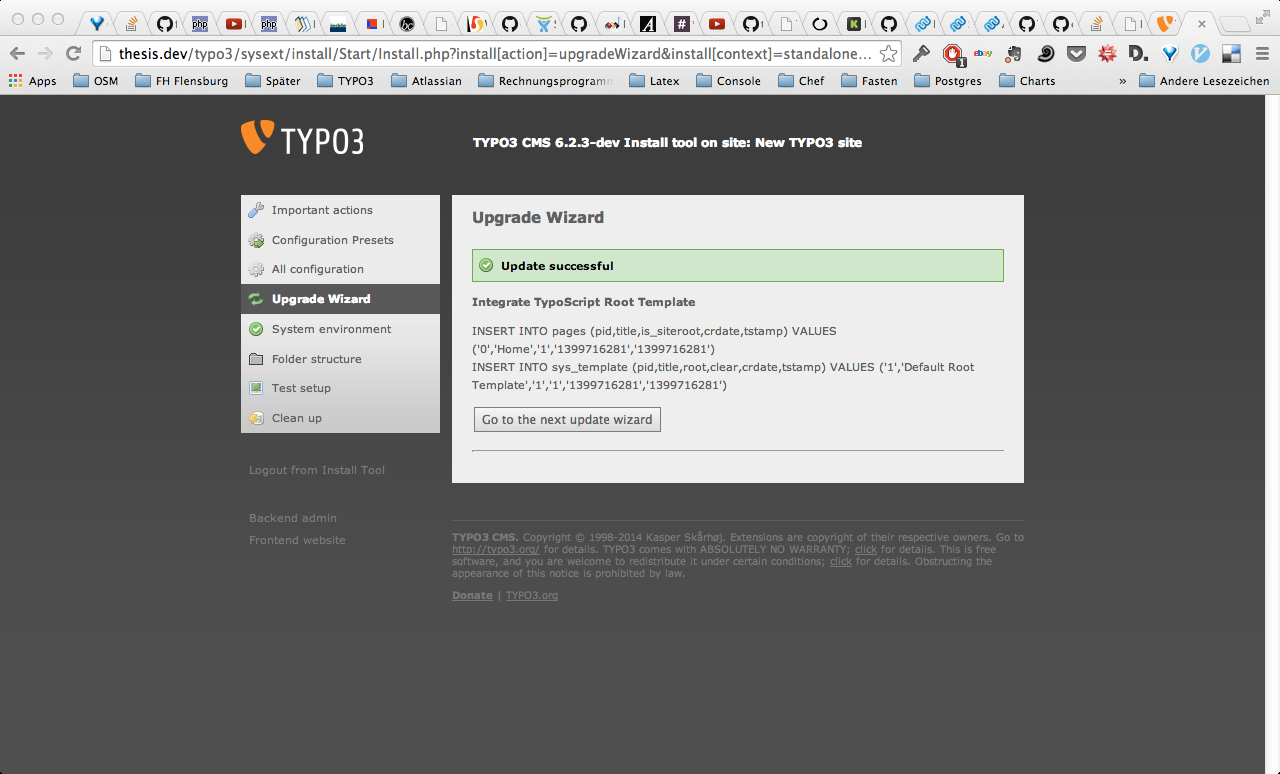 thesis.dev/typo3/sysext/install/Start/Install.php?install[action]=upgradeWizard&install[context]=standalone...
1
ebay
D.
Apps
OSM
FH Flensburg
Später
TYPO3
Atlassian
Rechnungsprogramm
Latex
Console
Chef
Fasten
Postgres
Charts
»
Andere Lesezeichen
TYPO3
TYPO3 CMS 6.2.3-dev Install tool on site: New TYPO3 site
Important actions
Configuration Presets
All configuration
Upgrade Wizard
System environment
Folder structure
Test setup
Clean up
Logout from Install Tool
Backend admin
Frontend website
Upgrade Wizard
Update successful
Integrate TypoScript Root Template
INSERT INTO pages (pid,title,is_siteroot,crdate,tstamp) VALUES
('0','Home','1','1399716281','1399716281')
INSERT INTO sys_template (pid,title,root,clear,crdate,tstamp) VALUES ('1','Default Root
Template','1','1','1399716281','1399716281')
Go to the next update wizard
TYPO3 CMS. Copyright © 1998-2014 Kasper Skårhøj. Extensions are copyright of their respective owners. Go to
http://typo3.org/ for details. TYPO3 comes with ABSOLUTELY NO WARRANTY; click for details. This is free
software, and you are welcome to redistribute it under certain conditions; click for details. Obstructing the
appearance of this notice is prohibited by law.
Donate | TYPO3.org